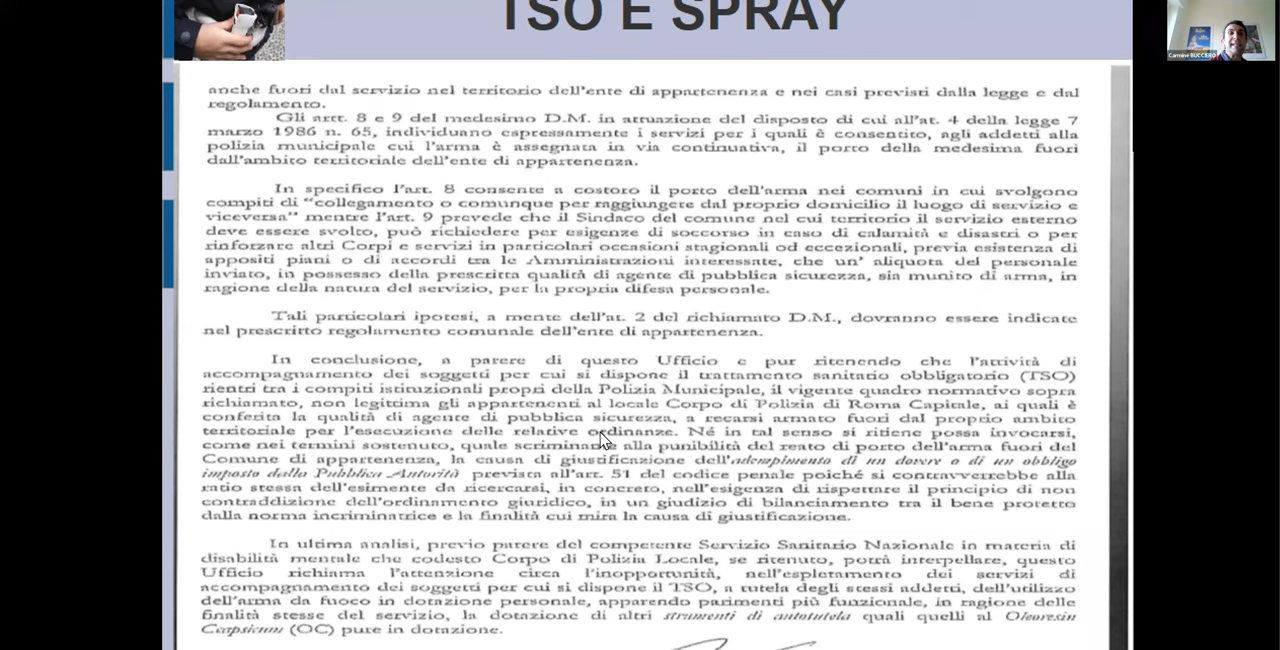 TSO E SPRAY
Carmine BUCCERO
anche fuori dal servizio nel territorio dell'ente di appartenenza e nei casi previsti dalla legge e dal
regolamento.
Gli artt. 8 e 9 del medesimo D.M. in attuazione del disposto di cui all'at. 4 della legge 7
marzo 1986 n. 65, individuano espressamente i servizi per i quali è consentito, agli addetti alla
polizia municipale cui l'arma è assegnata in via continuativa, il porto della medesima fuori
dall'ambito territoriale dell'ente di appartenenza.
In specifico l'art. 8 consente a costoro il porto dell'arma nei comuni in cui svolgono
compiti di "collegamento o comunque per raggiungere dal proprio domicilio il luogo di servizio e
viceversa" mentre l'art. 9 prevede che il Sindaco del comune nel cui territorio il servizio esterno
deve essere svolto, può richiedere per esigenze di soccorso in caso di calamità e disastri o per
rinforzare altri Corpi e servizi in particolari occasioni stagionali od eccezionali, previa esistenza di
appositi piani o di accordi tra le Amministrazioni interessate, che un' aliquota del personale
inviato, in possesso della prescritta qualità di agente di pubblica sicurezza, sia munito di arma, in
ragione della natura del servizio, per la propria difesa personale.
Tali particolari ipotesi, a mente dell'at. 2 del richiamato D.M., dovranno essere indicate
nel prescritto regolamento comunale dell'ente di appartenenza.
In conclusione, a parere di questo Ufficio e pur ritenendo che l'attività di
accompagnamento dei soggetti per cui si dispone il trattamento sanitario obbligatorio (TSO)
rientri tra i compiti istituzionali propri della Polizia Municipale, il vigente quadro normativo sopra
richiamato, non legittima gli appartenenti al locale Corpo di Polizia di Roma Capitale, ai quali è
conferita la qualità di agente di pubblica sicurezza, a recarsi armato fuori dal proprio ambito
territoriale per l'esecuzione delle relative ordinanze. Né in tal senso si ritiene possa invocarsi,
come nei termini sostenuto, quale scriminante alla punibilità del reato di porto dell'arma fuori del
Comune di appartenenza, la causa di giustificazione dell'adempimento di un dovere o di un obbligo
imposto dalla Pubblica Autorità prevista all'art. 51 del codice penale poiché si contravverrebbe alla
ratio stessa dell'esimente da ricercarsi, in concreto, nell'esigenza di rispettare il principio di non
contraddizione dell'ordinamento giuridico, in un giudizio di bilanciamento tra il bene protetto
dalla norma incriminatrice e la finalità cui mira la causa di giustificazione.
In ultima analisi, previo parere del competente Servizio Sanitario Nazionale in materia di
disabilità mentale che codesto Corpo di Polizia Locale, se ritenuto, potrà interpellare, questo
Ufficio richiama l'attenzione circa l'inopportunità, nell'espletamento dei servizi di
accompagnamento dei soggetti per cui si dispone il TSO, a tutela degli stessi addetti, dell'utilizzo
dell'arma da fuoco in dotazione personale, apparendo parimenti più funzionale, in ragione delle
finalità stesse del servizio, la dotazione di altri strumenti di autotutela quali quelli al Oleoresin
Capsicum (OC) pure in dotazione.